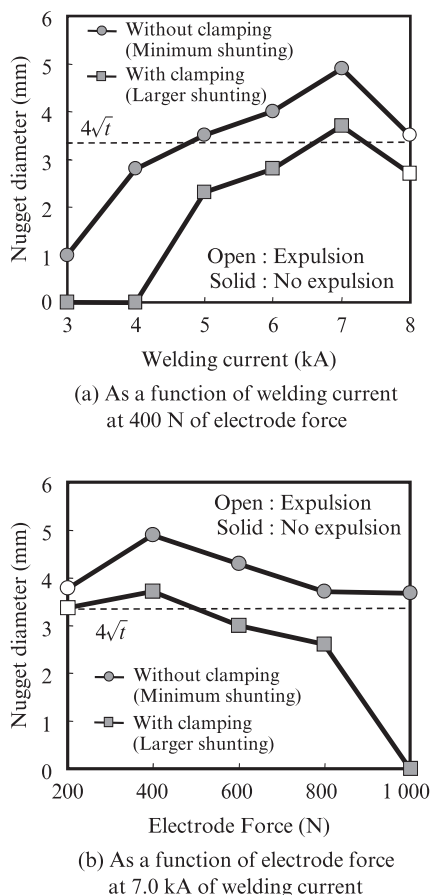 6
5
4
3
2
1
0
Nugget diameter (mm)
Without clamping
(Minimum shunting)
With clamping
(Larger shunting)
4√t
Open : Expulsion
Solid : No expulsion
3 4 5 6 7 8
Welding current (kA)
(a) As a function of welding current
at 400 N of electrode force
6
5
4
3
2
1
0
Nugget diameter (mm)
Open : Expulsion
Solid : No expulsion
4√t
Without clamping
(Minimum shunting)
With clamping
(Larger shunting)
200 400 600 800 1 000
Electrode Force (N)
(b) As a function of electrode force
at 7.0 kA of welding current